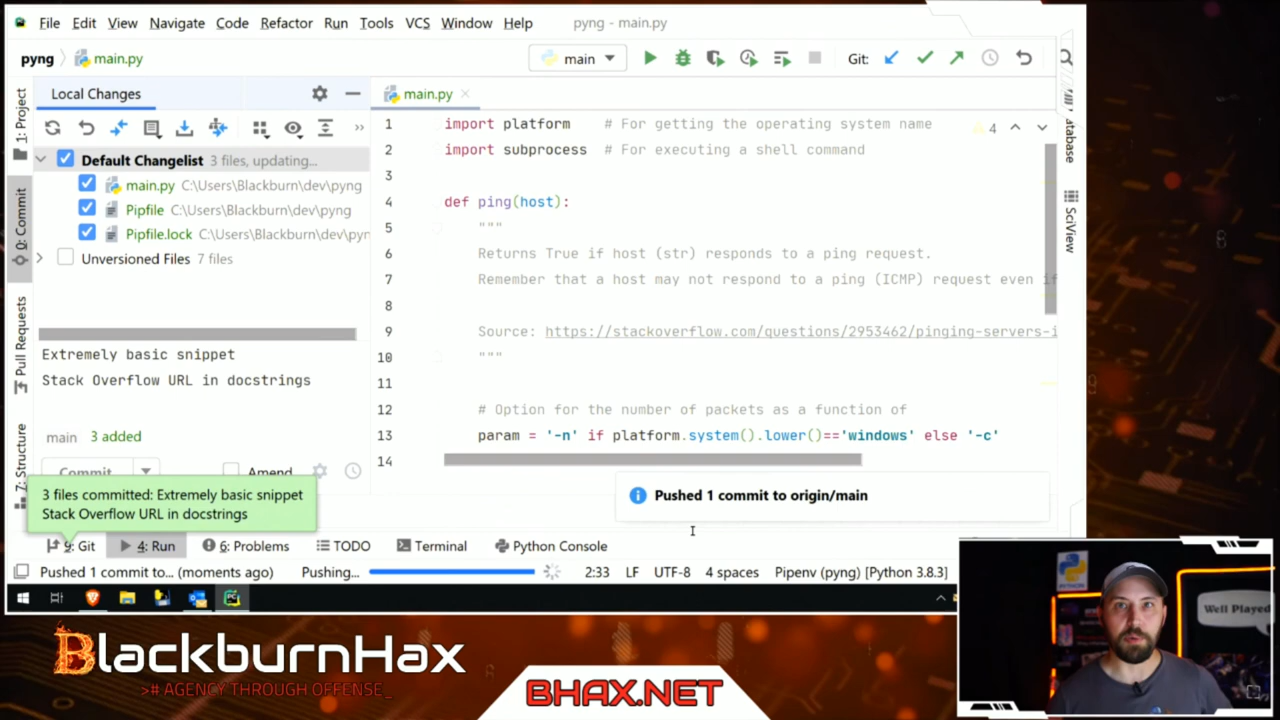 File Edit View Navigate Code Refactor Run Tools VCS Window Help pyng - main.py
pyng main.py main Git:
1: Project
0: Commit
Pull Requests
7: Structure
Local Changes
Default Changelist 3 files, updating...
main.py C:\Users\Blackburn\dev\pyng
Pipfile C:\Users\Blackburn\dev\pyng
Pipfile.lock C:\Users\Blackburn\dev\pyn
Unversioned Files 7 files
Extremely basic snippet
Stack Overflow URL in docstrings
main 3 added
Commit Amend
3 files committed: Extremely basic snippet
Stack Overflow URL in docstrings
main.py
4
1 import platform # For getting the operating system name
2 import subprocess # For executing a shell command
3
4 def ping(host):
5 """
6 Returns True if host (str) responds to a ping request.
7 Remember that a host may not respond to a ping (ICMP) request even if
8
9 Source: https://stackoverflow.com/questions/2953462/pinging-servers-i
10 """
11
12 # Option for the number of packets as a function of
13 param = '-n' if platform.system().lower()=='windows' else '-c'
14
Pushed 1 commit to origin/main
SciView
9: Git 4: Run 6: Problems TODO Terminal Python Console
Pushed 1 commit to... (moments ago) Pushing... 2:33 LF UTF-8 4 spaces Pipenv (pyng) [Python 3.8.3]
BlackburnHax
># AGENCY THROUGH OFFENSE_
BHAX.NET
Well Played